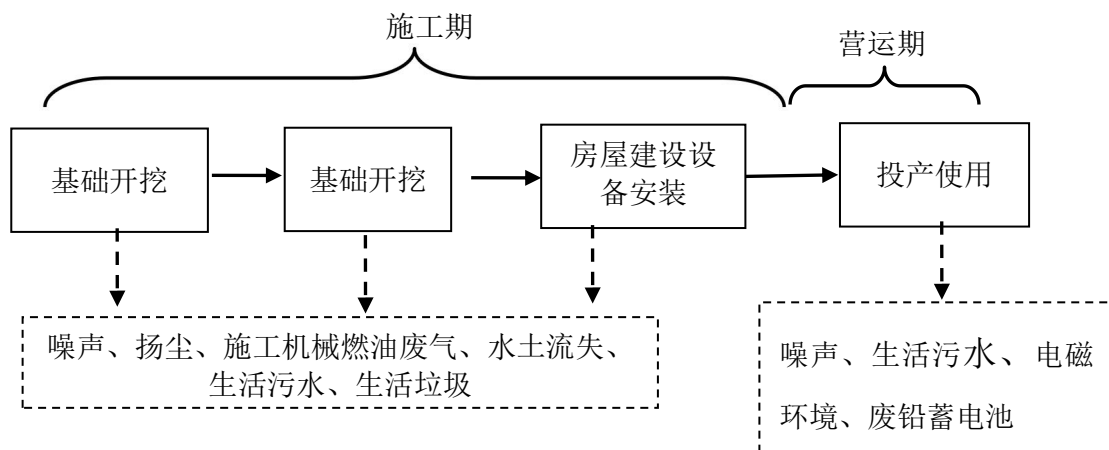 施工期
营运期
基础开挖
基础开挖
房屋建设设
备安装
投产使用
噪声、扬尘、施工机械燃油废气、水土流失、
生活污水、生活垃圾
噪声、生活污水、电磁
环境、废铅蓄电池